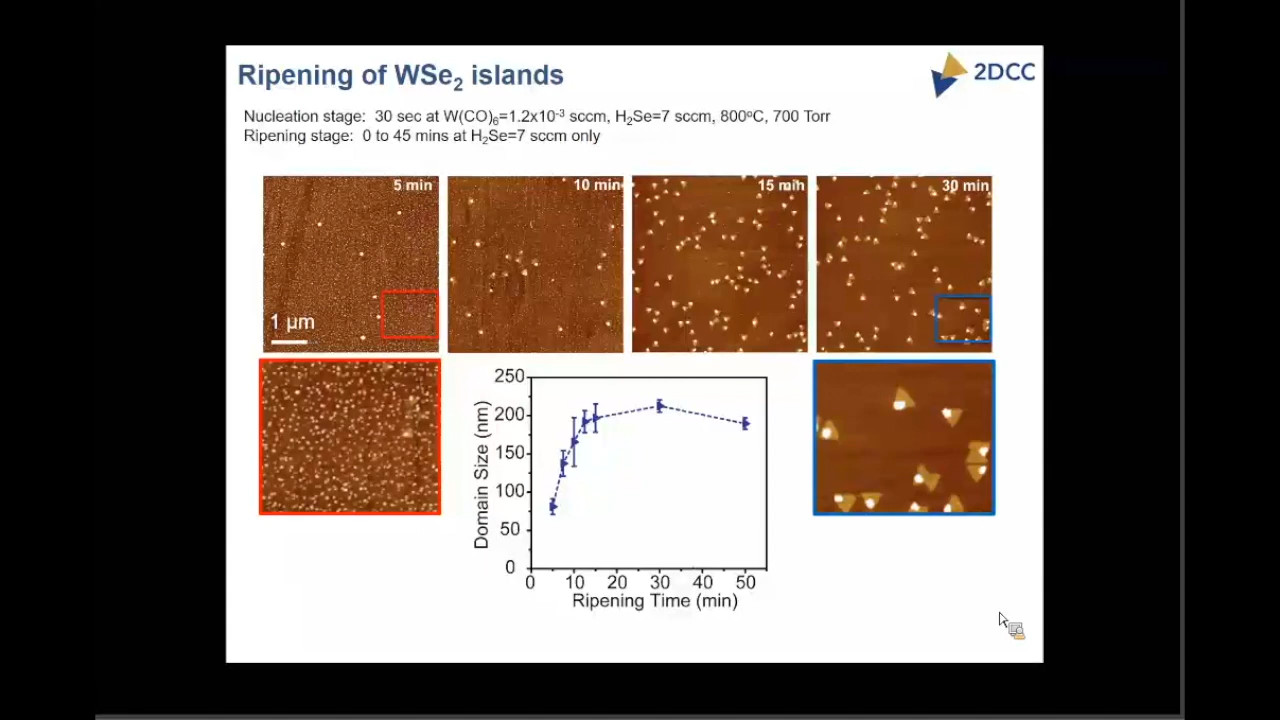 Ripening of WSe₂ islands
2DCC
Nucleation stage: 30 sec at W(CO)₆=1.2x10⁻³ sccm, H₂Se=7 sccm, 800ºC, 700 Torr
Ripening stage: 0 to 45 mins at H₂Se=7 sccm only
5 min
10 min
15 min
30 min
1 µm
Domain Size (nm)
250
200
150
100
50
0
0 10 20 30 40 50
Ripening Time (min)